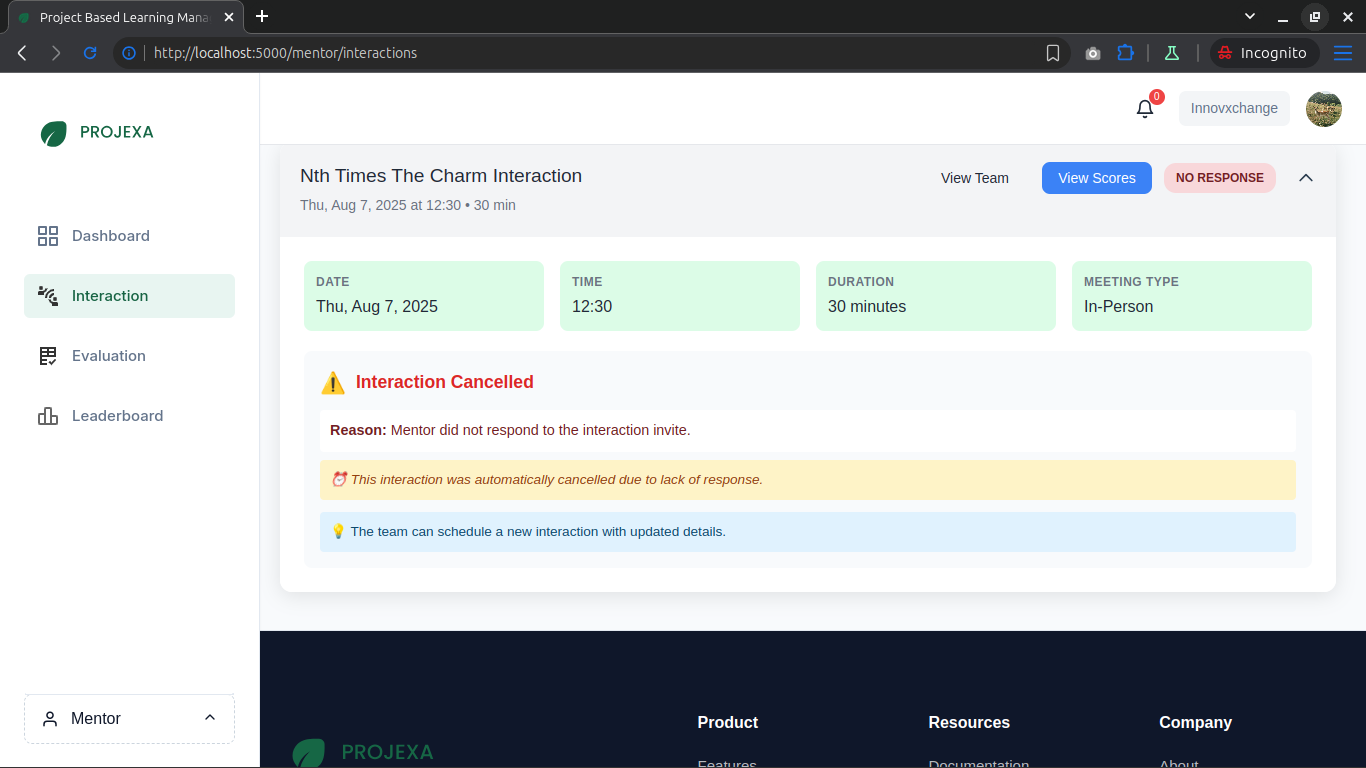 Project Based Learning Mana
http://localhost:5000/mentor/interactions
Incognito
PROJEXA
0
Innovxchange
Dashboard
Interaction
Evaluation
Leaderboard
Mentor
Nth Times The Charm Interaction
View Team
View Scores
NO RESPONSE
Thu, Aug 7, 2025 at 12:30 • 30 min
DATE
Thu, Aug 7, 2025
TIME
12:30
DURATION
30 minutes
MEETING TYPE
In-Person
⚠️ Interaction Cancelled
Reason: Mentor did not respond to the interaction invite.
⏰ This interaction was automatically cancelled due to lack of response.
💡 The team can schedule a new interaction with updated details.
PROJEXA
Product
Features
Resources
Documentation
Company
About